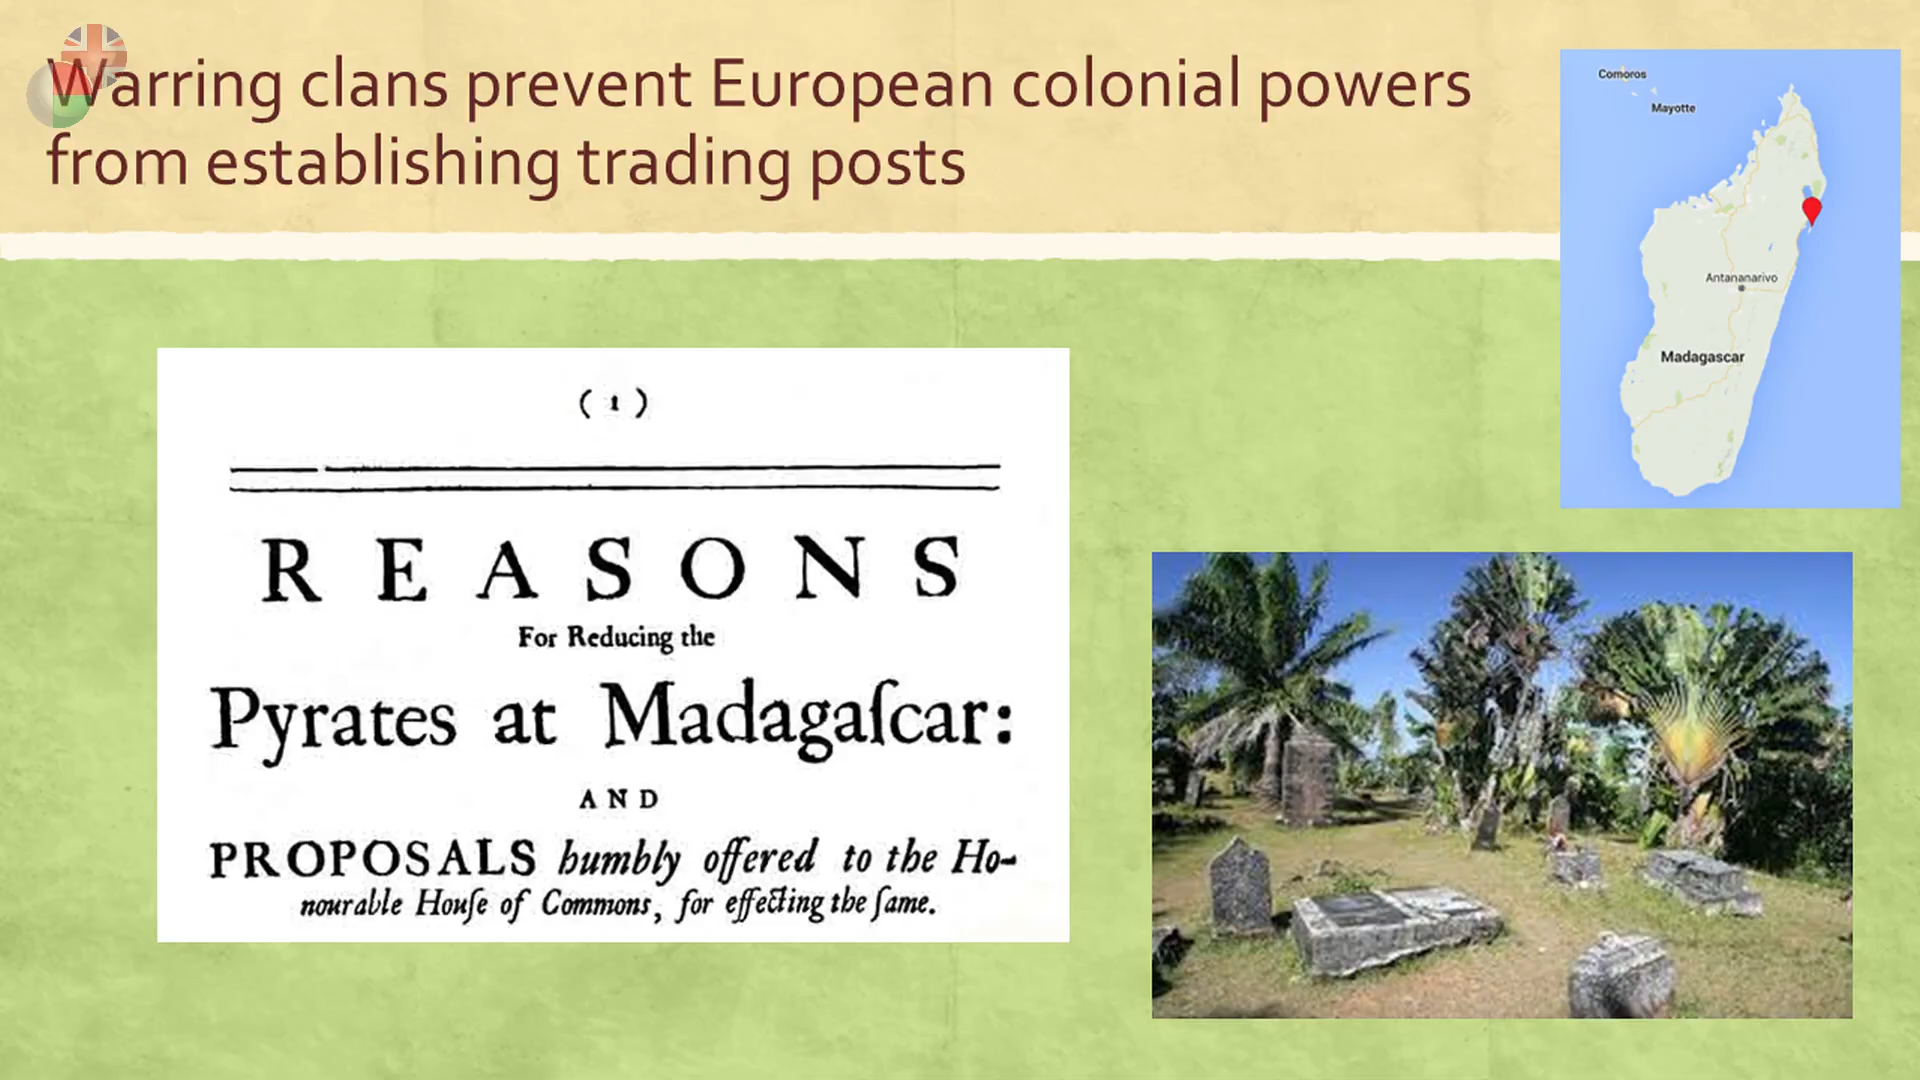 Warring clans prevent European colonial powers
from establishing trading posts
Comoros
Mayotte
Antananarivo
Madagascar
( 1 )
REASONS
For Reducing the
Pyrates at Madagaſcar:
AND
PROPOSALS humbly offered to the Ho-
nourable Houſe of Commons, for effecting the ſame.